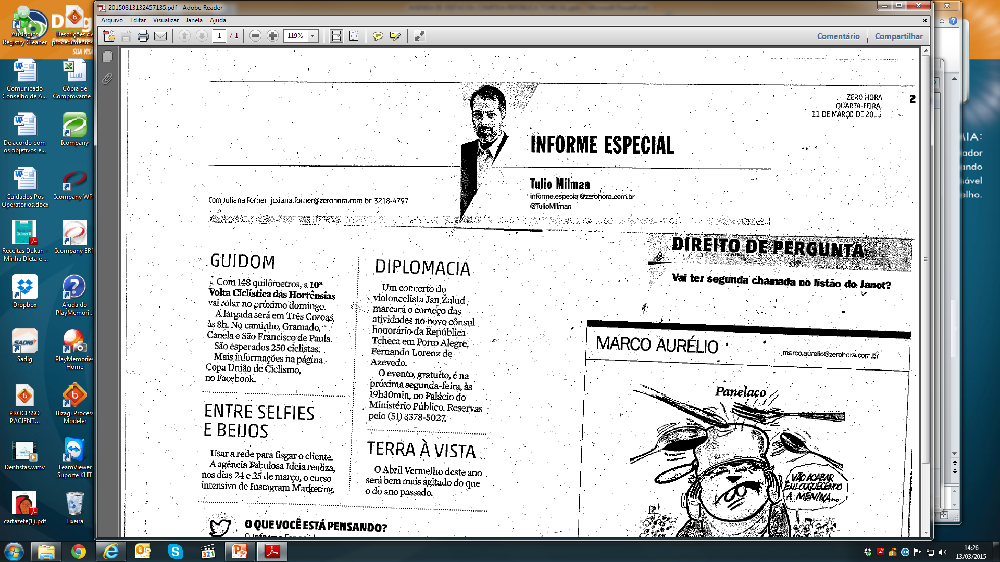 20150313132457135.pdf - Adobe Reader
Arquivo Editar Visualizar Janela Ajuda
1 / 1
119%
Comentário Compartilhar
Auslogics
Registry Cleaner
Descrições de
procedimentos
SUA VISÃ
Comunicado
Conselho de A...
Cópia de
Comprovante
De acordo com
os objetivos e...
Icompany
Cuidados Pós
Operatórios.docx
Icompany WP
Receitas Dukan -
Minha Dieta e ...
Icompany ERP
Dropbox
Ajuda do
PlayMemori...
SADIG
Sadig
PlayMemories
Home
PROCESSO
PACIENT...
Bizagi Process
Modeler
Dentistas.wmv
TeamViewer
Suporte KLIT
cartazete(1).pdf
Lixeira
ZERO HORA
QUARTA-FEIRA,
11 DE MARÇO DE 2015
2
INFORME ESPECIAL
Tulio Milman
informe.especial@zerohora.com.br
@TulioMilman
Com Juliana Forner juliana.forner@zerohora.com.br 3218-4797
GUIDOM
Com 148 quilômetros, a 10ª
Volta Ciclística das Hortênsias
vai rolar no próximo domingo.
A largada será em Três Coroas,
às 8h. No caminho, Gramado,
Canela e São Francisco de Paula.
São esperados 250 ciclistas.
Mais informações na página
Copa União de Ciclismo,
no Facebook.
ENTRE SELFIES
E BEIJOS
Usar a rede para fisgar o cliente.
A agência Fabulosa Ideia realiza,
nos dias 24 e 25 de março, o curso
intensivo de Instagram Marketing.
DIPLOMACIA
Um concerto do
violoncelista Jan Žalud
marcará o começo das
atividades no novo cônsul
honorário da República
Tcheca em Porto Alegre,
Fernando Lorenz de
Azevedo.
O evento, gratuito, é na
próxima segunda-feira, às
19h30min, no Palácio do
Ministério Público. Reservas
pelo (51) 3378-5027.
TERRA À VISTA
O Abril Vermelho deste ano
será bem mais agitado do que
o do ano passado.
O QUE VOCÊ ESTÁ PENSANDO?
DIREITO DE PERGUNTA
Vai ter segunda chamada no listão do Janot?
MARCO AURÉLIO
marco.aurelio@zerohora.com.br
Panelaço
VÃO ACABAR
ENLOUQUECENDO
A MENINA...
AIA:
ador
ando
sável
elho.
14:26
13/03/2015